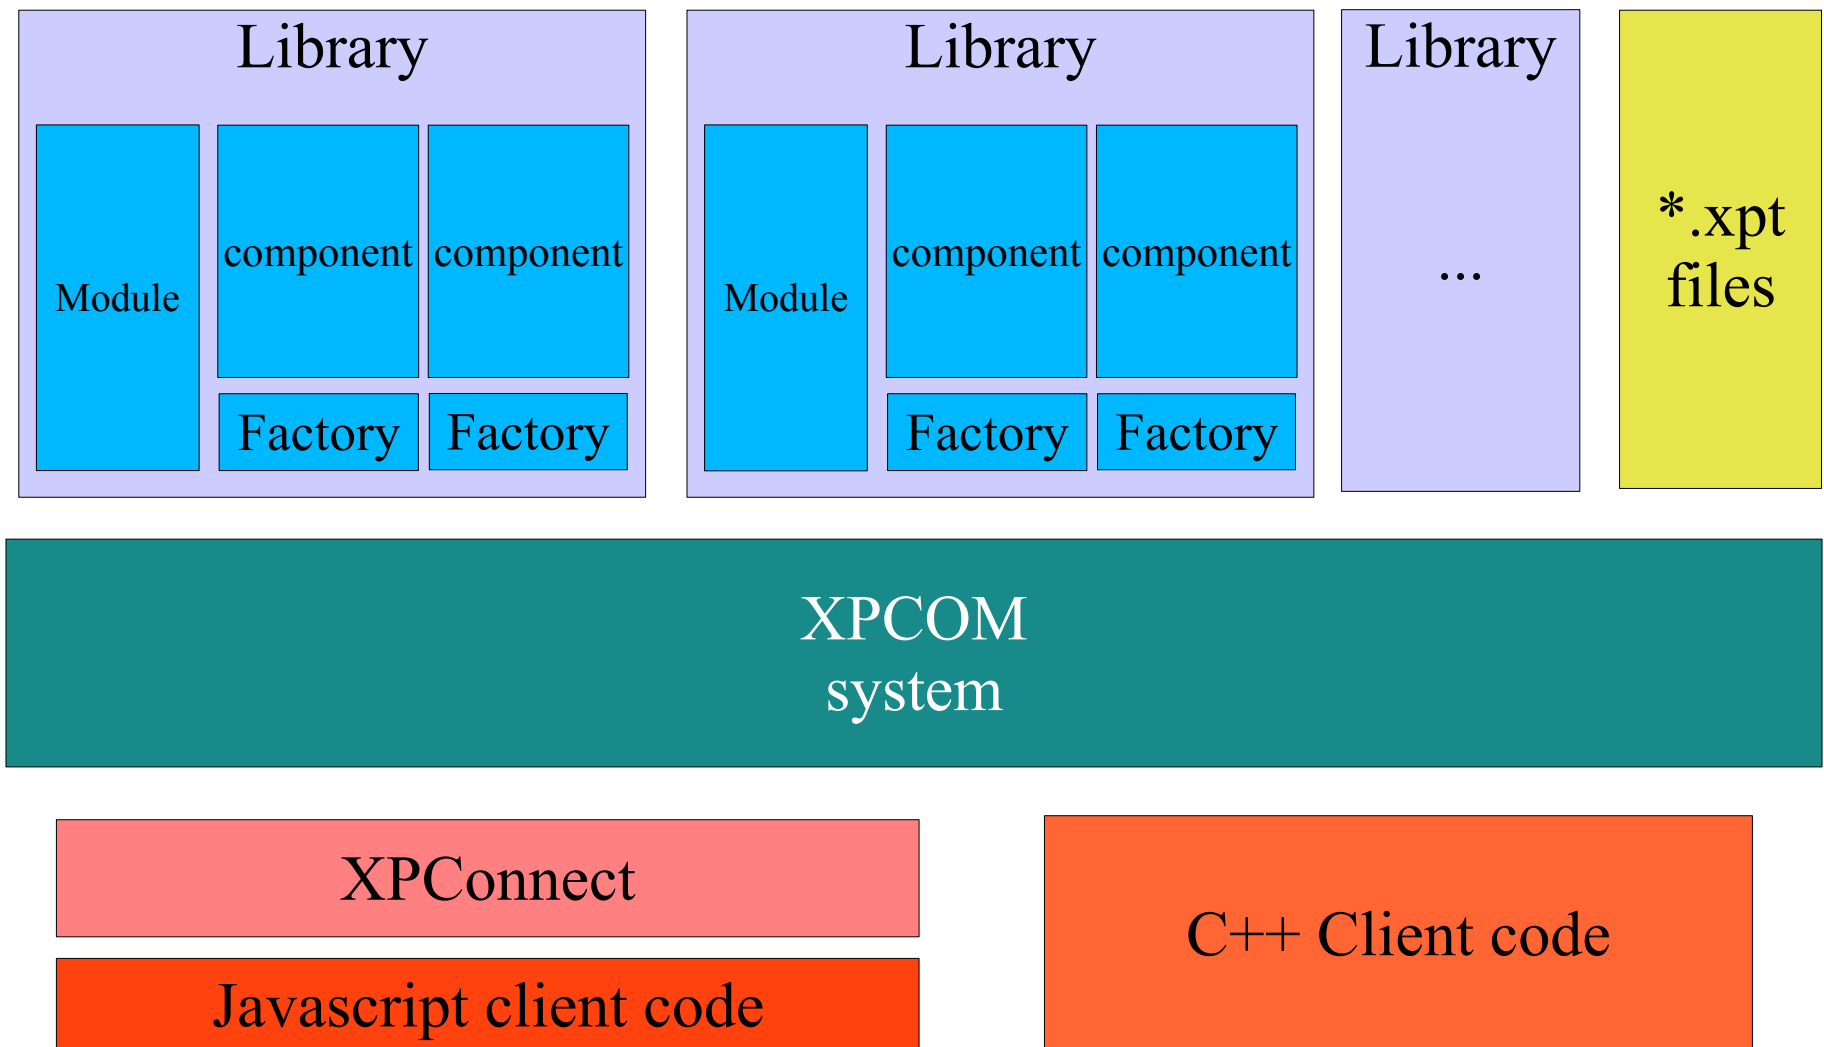 Library
Module
component
component
Factory
Factory
Library
Module
component
component
Factory
Factory
Library
...
*.xpt
files
XPCOM
system
XPConnect
Javascript client code
C++ Client code